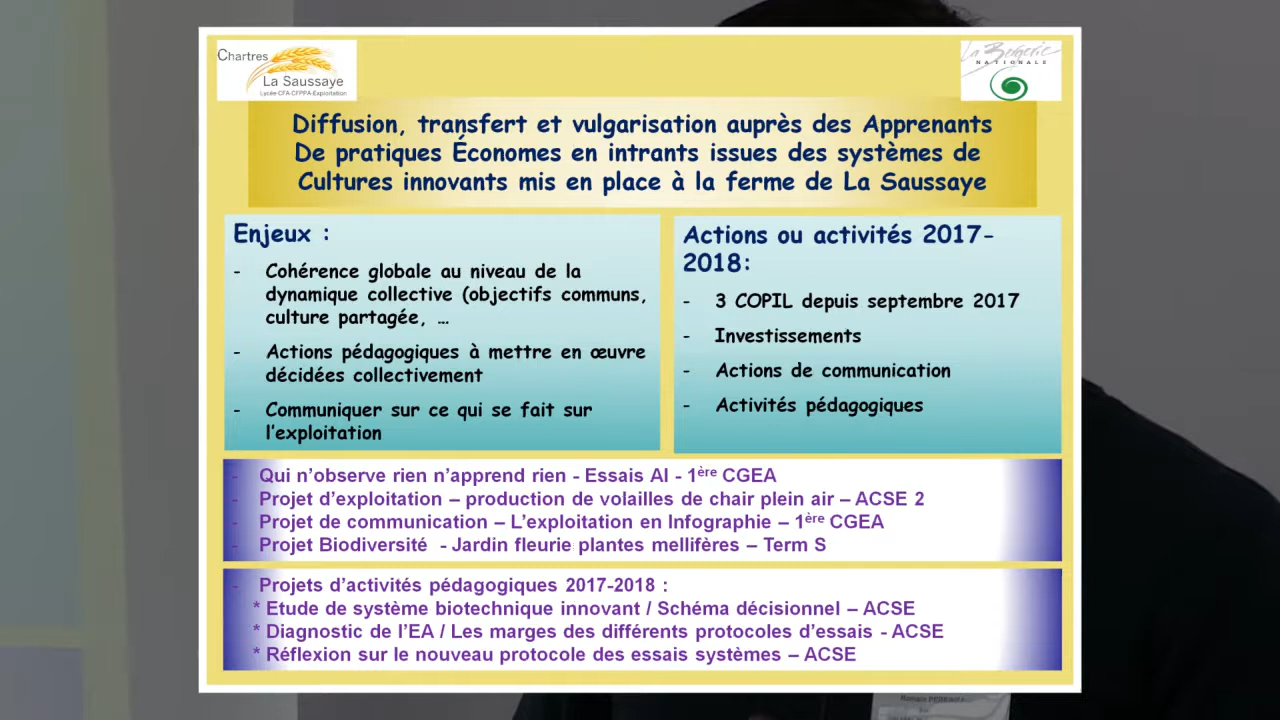 Chartres
La Saussaye
Lycée-CFA-CFPPA-Exploitation
La Bergerie
NATIONALE
Diffusion, transfert et vulgarisation auprès des Apprenants
De pratiques Économes en intrants issues des systèmes de
Cultures innovants mis en place à la ferme de La Saussaye
Enjeux :
- Cohérence globale au niveau de la
dynamique collective (objectifs communs,
culture partagée, …
- Actions pédagogiques à mettre en œuvre
décidées collectivement
- Communiquer sur ce qui se fait sur
l'exploitation
Actions ou activités 2017-
2018:
- 3 COPIL depuis septembre 2017
- Investissements
- Actions de communication
- Activités pédagogiques
- Qui n'observe rien n'apprend rien - Essais AI - 1ère CGEA
- Projet d'exploitation – production de volailles de chair plein air – ACSE 2
- Projet de communication – L'exploitation en Infographie – 1ère CGEA
- Projet Biodiversité - Jardin fleurie plantes mellifères – Term S
- Projets d'activités pédagogiques 2017-2018 :
* Etude de système biotechnique innovant / Schéma décisionnel – ACSE
* Diagnostic de l'EA / Les marges des différents protocoles d'essais - ACSE
* Réflexion sur le nouveau protocole des essais systèmes – ACSE
Romain